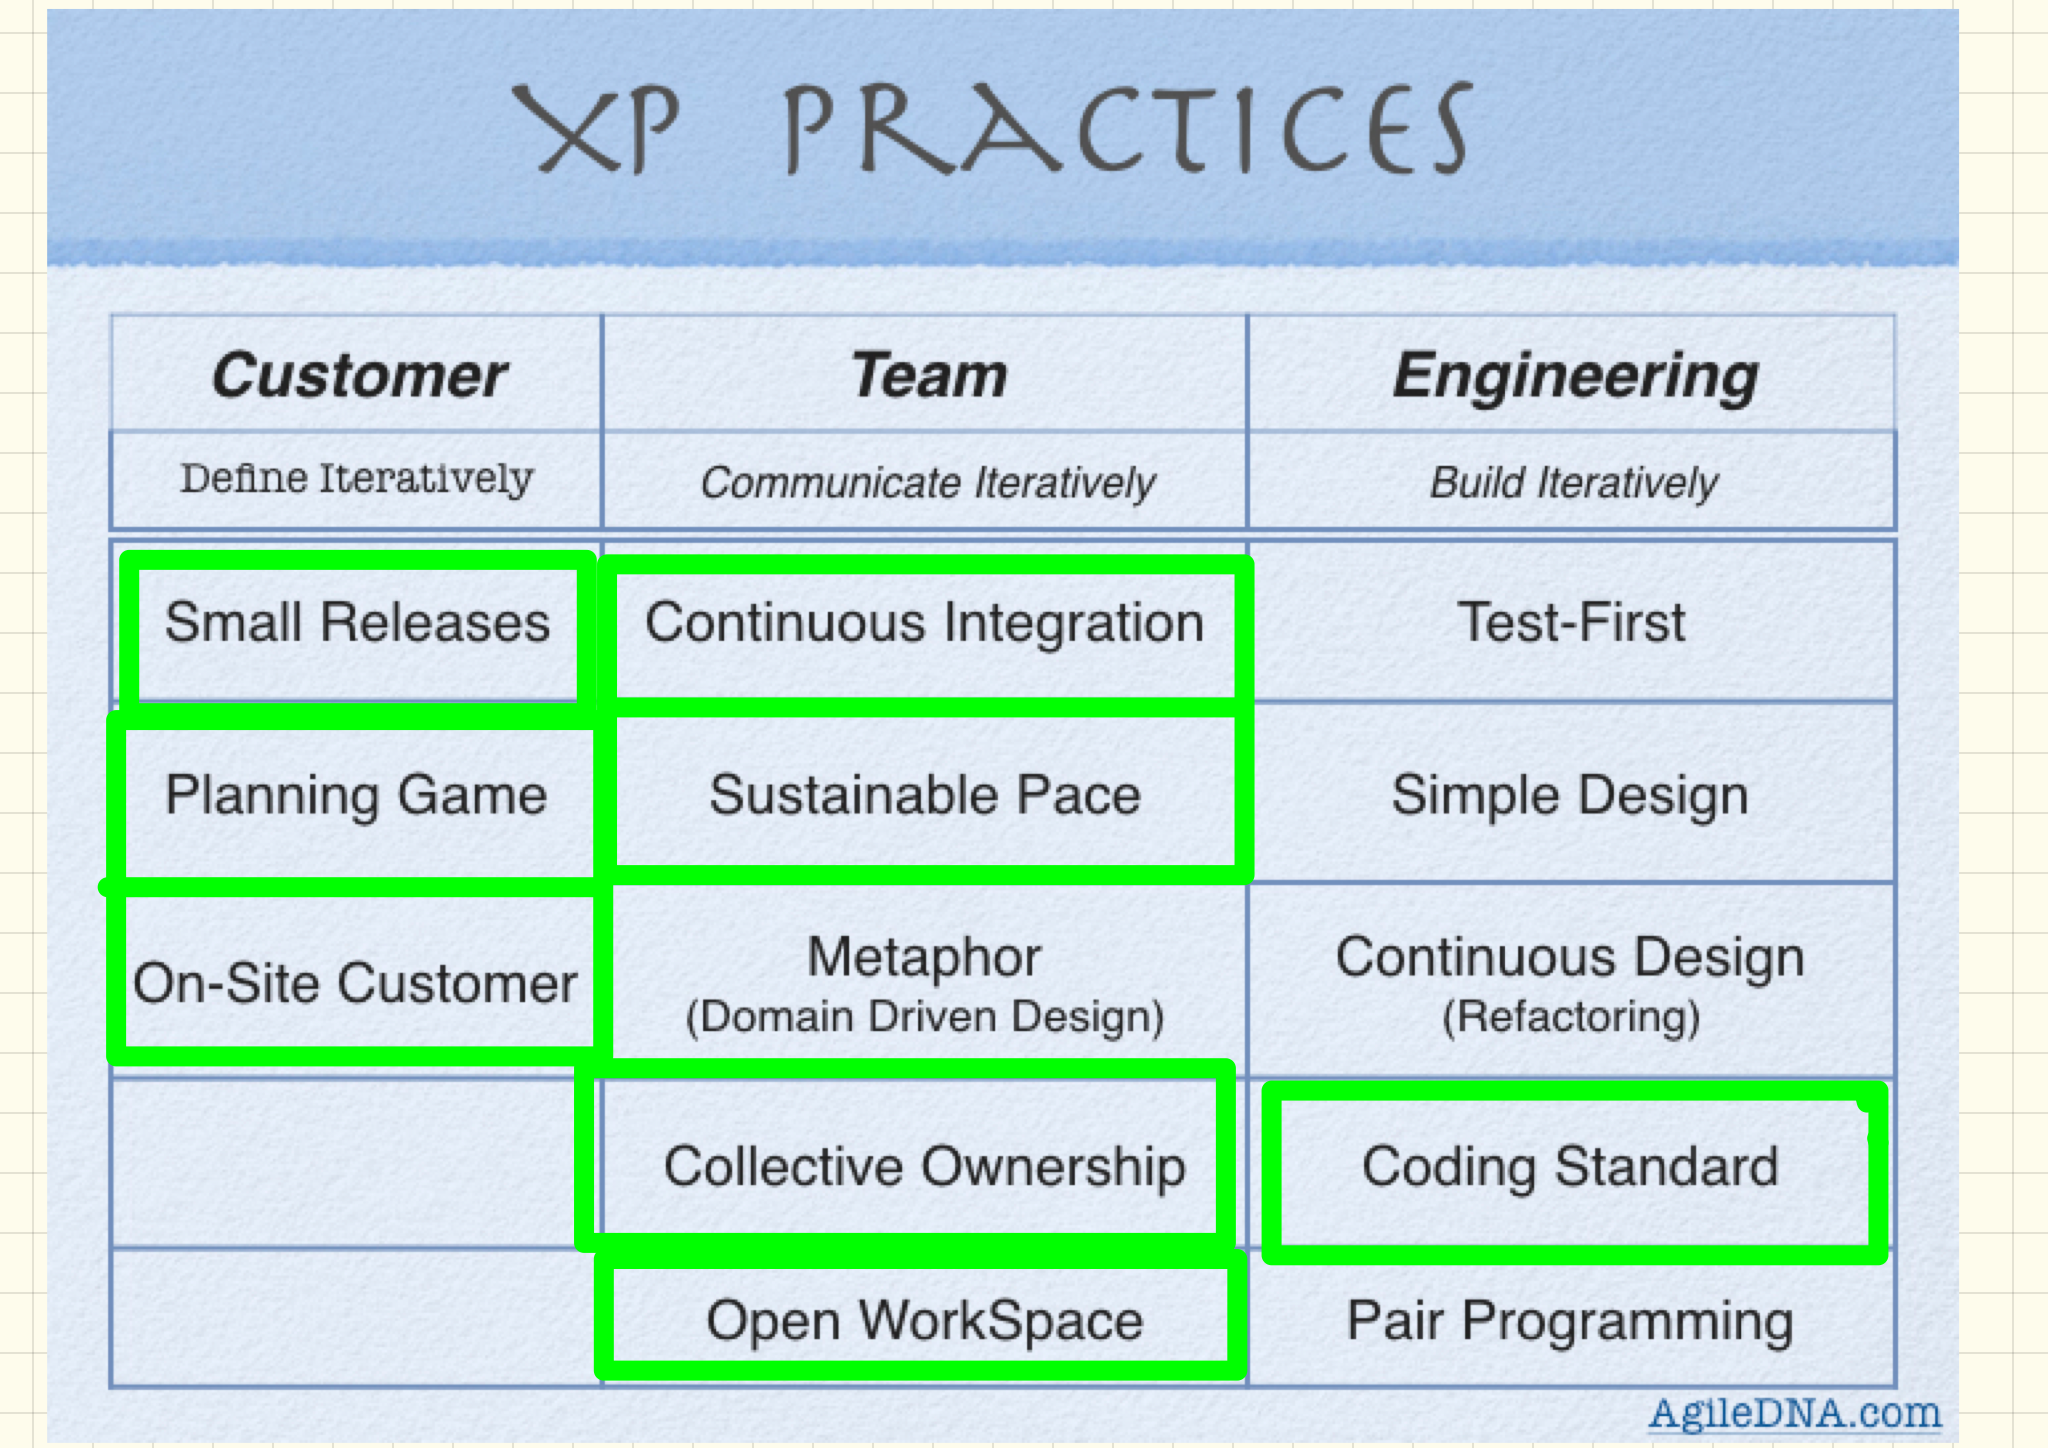 XP PRACTICES
Customer Team Engineering
Define Iteratively Communicate Iteratively Build Iteratively
Small Releases Continuous Integration Test-First
Planning Game Sustainable Pace Simple Design
On-Site Customer Metaphor Continuous Design
(Domain Driven Design) (Refactoring)
Collective Ownership Coding Standard
Open WorkSpace Pair Programming
AgileDNA.com